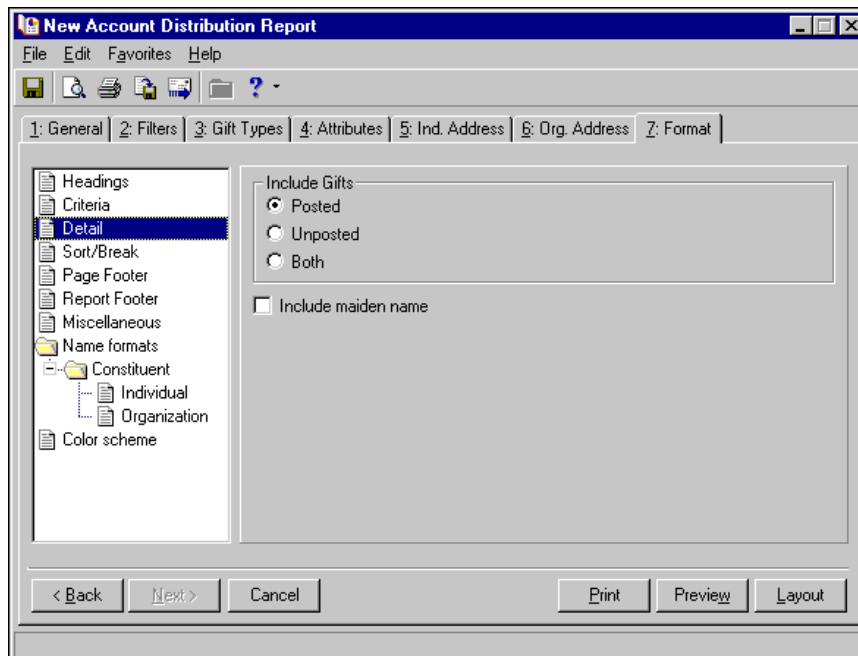 New Account Distribution Report
File Edit Favorites Help
?
1: General 2: Filters 3: Gift Types 4: Attributes 5: Ind. Address 6: Org. Address 7: Format
Headings
Criteria
Detail
Sort/Break
Page Footer
Report Footer
Miscellaneous
Name formats
Constituent
Individual
Organization
Color scheme
Include Gifts
Posted
Unposted
Both
Include maiden name
< Back Next > Cancel Print Preview Layout